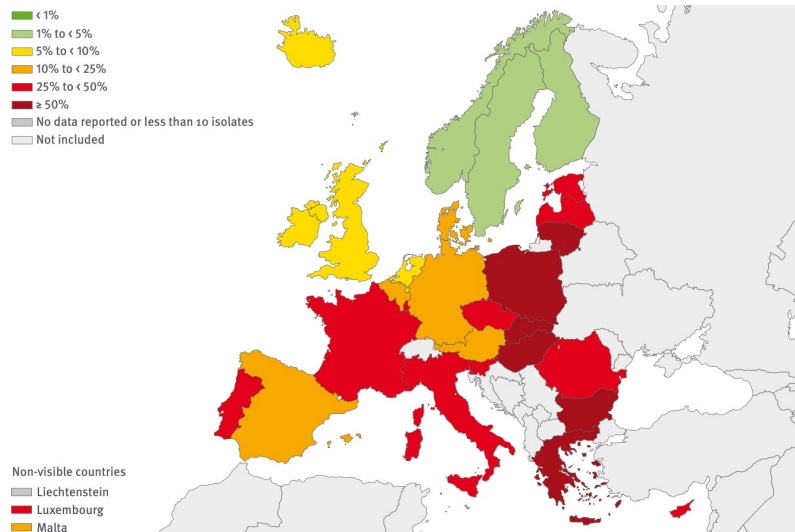 < 1%
1% to < 5%
5% to < 10%
10% to < 25%
25% to < 50%
≥ 50%
No data reported or less than 10 isolates
Not included
Non-visible countries
Liechtenstein
Luxembourg
Malta